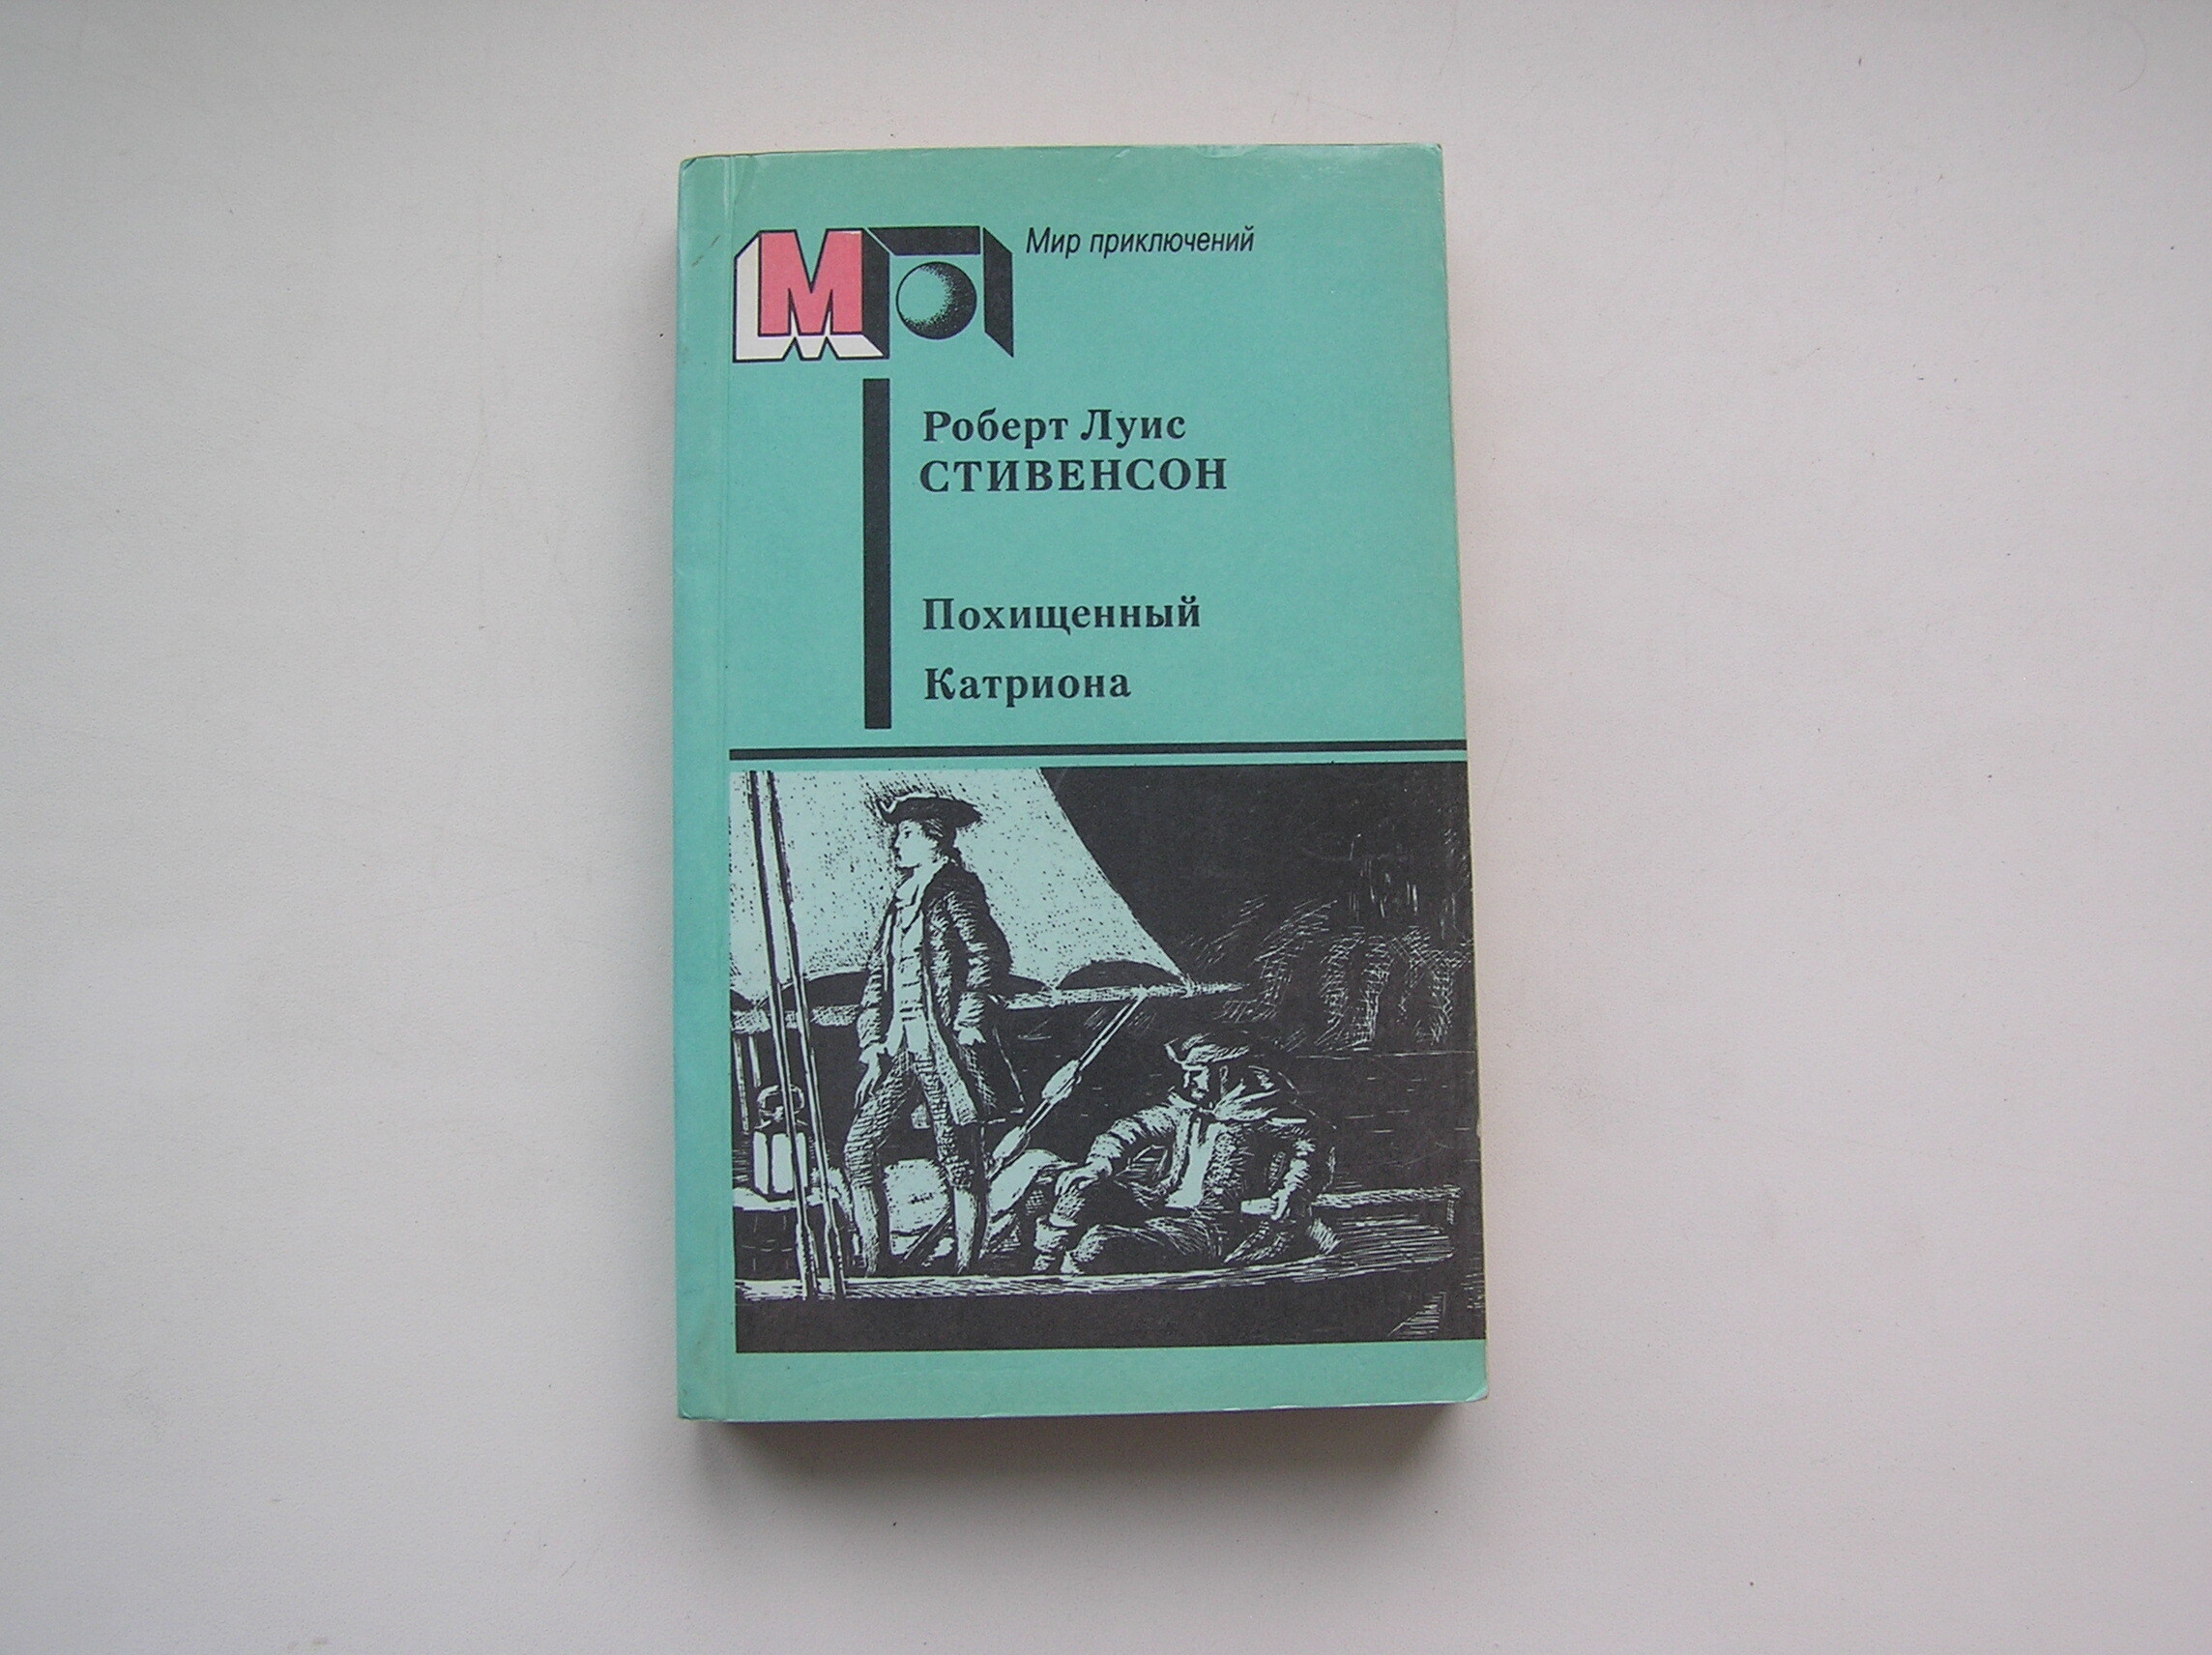 М
Мир приключений
Роберт Луис
СТИВЕНСОН
Похищенный
Катриона